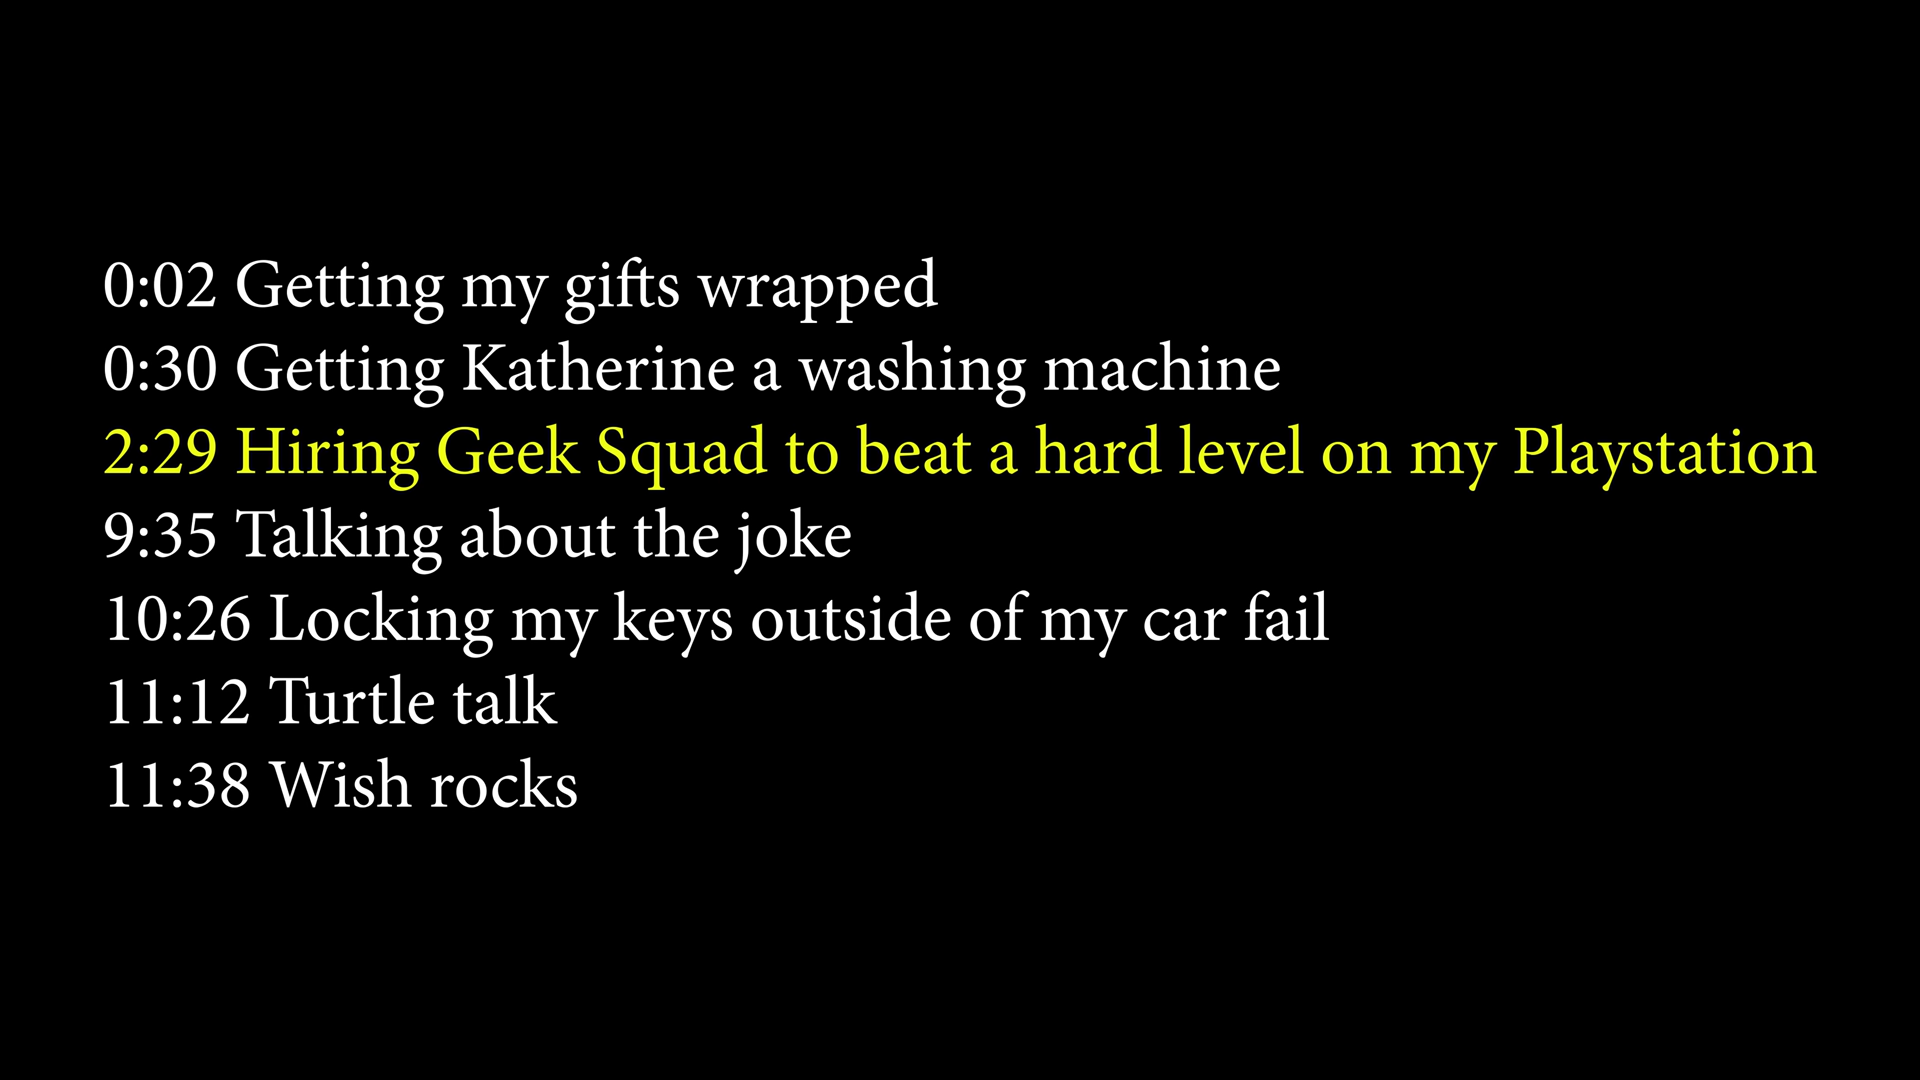 0:02 Getting my gifts wrapped
0:30 Getting Katherine a washing machine
2:29 Hiring Geek Squad to beat a hard level on my Playstation
9:35 Talking about the joke
10:26 Locking my keys outside of my car fail
11:12 Turtle talk
11:38 Wish rocks